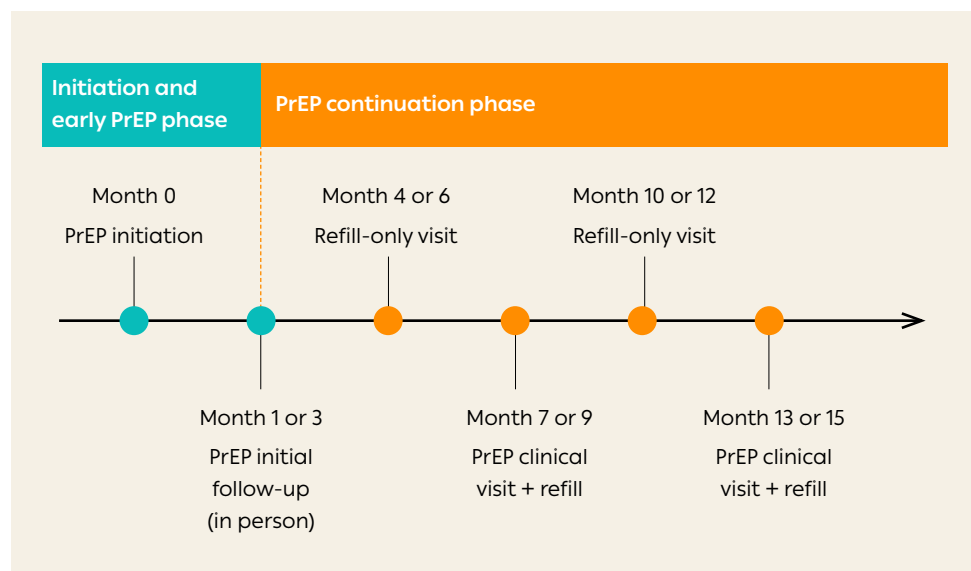 Initiation and
early PrEP phase
PrEP continuation phase
Month 0
PrEP initiation
Month 4 or 6
Refill-only visit
Month 10 or 12
Refill-only visit
Month 1 or 3
PrEP initial
follow-up
(in person)
Month 7 or 9
PrEP clinical
visit + refill
Month 13 or 15
PrEP clinical
visit + refill